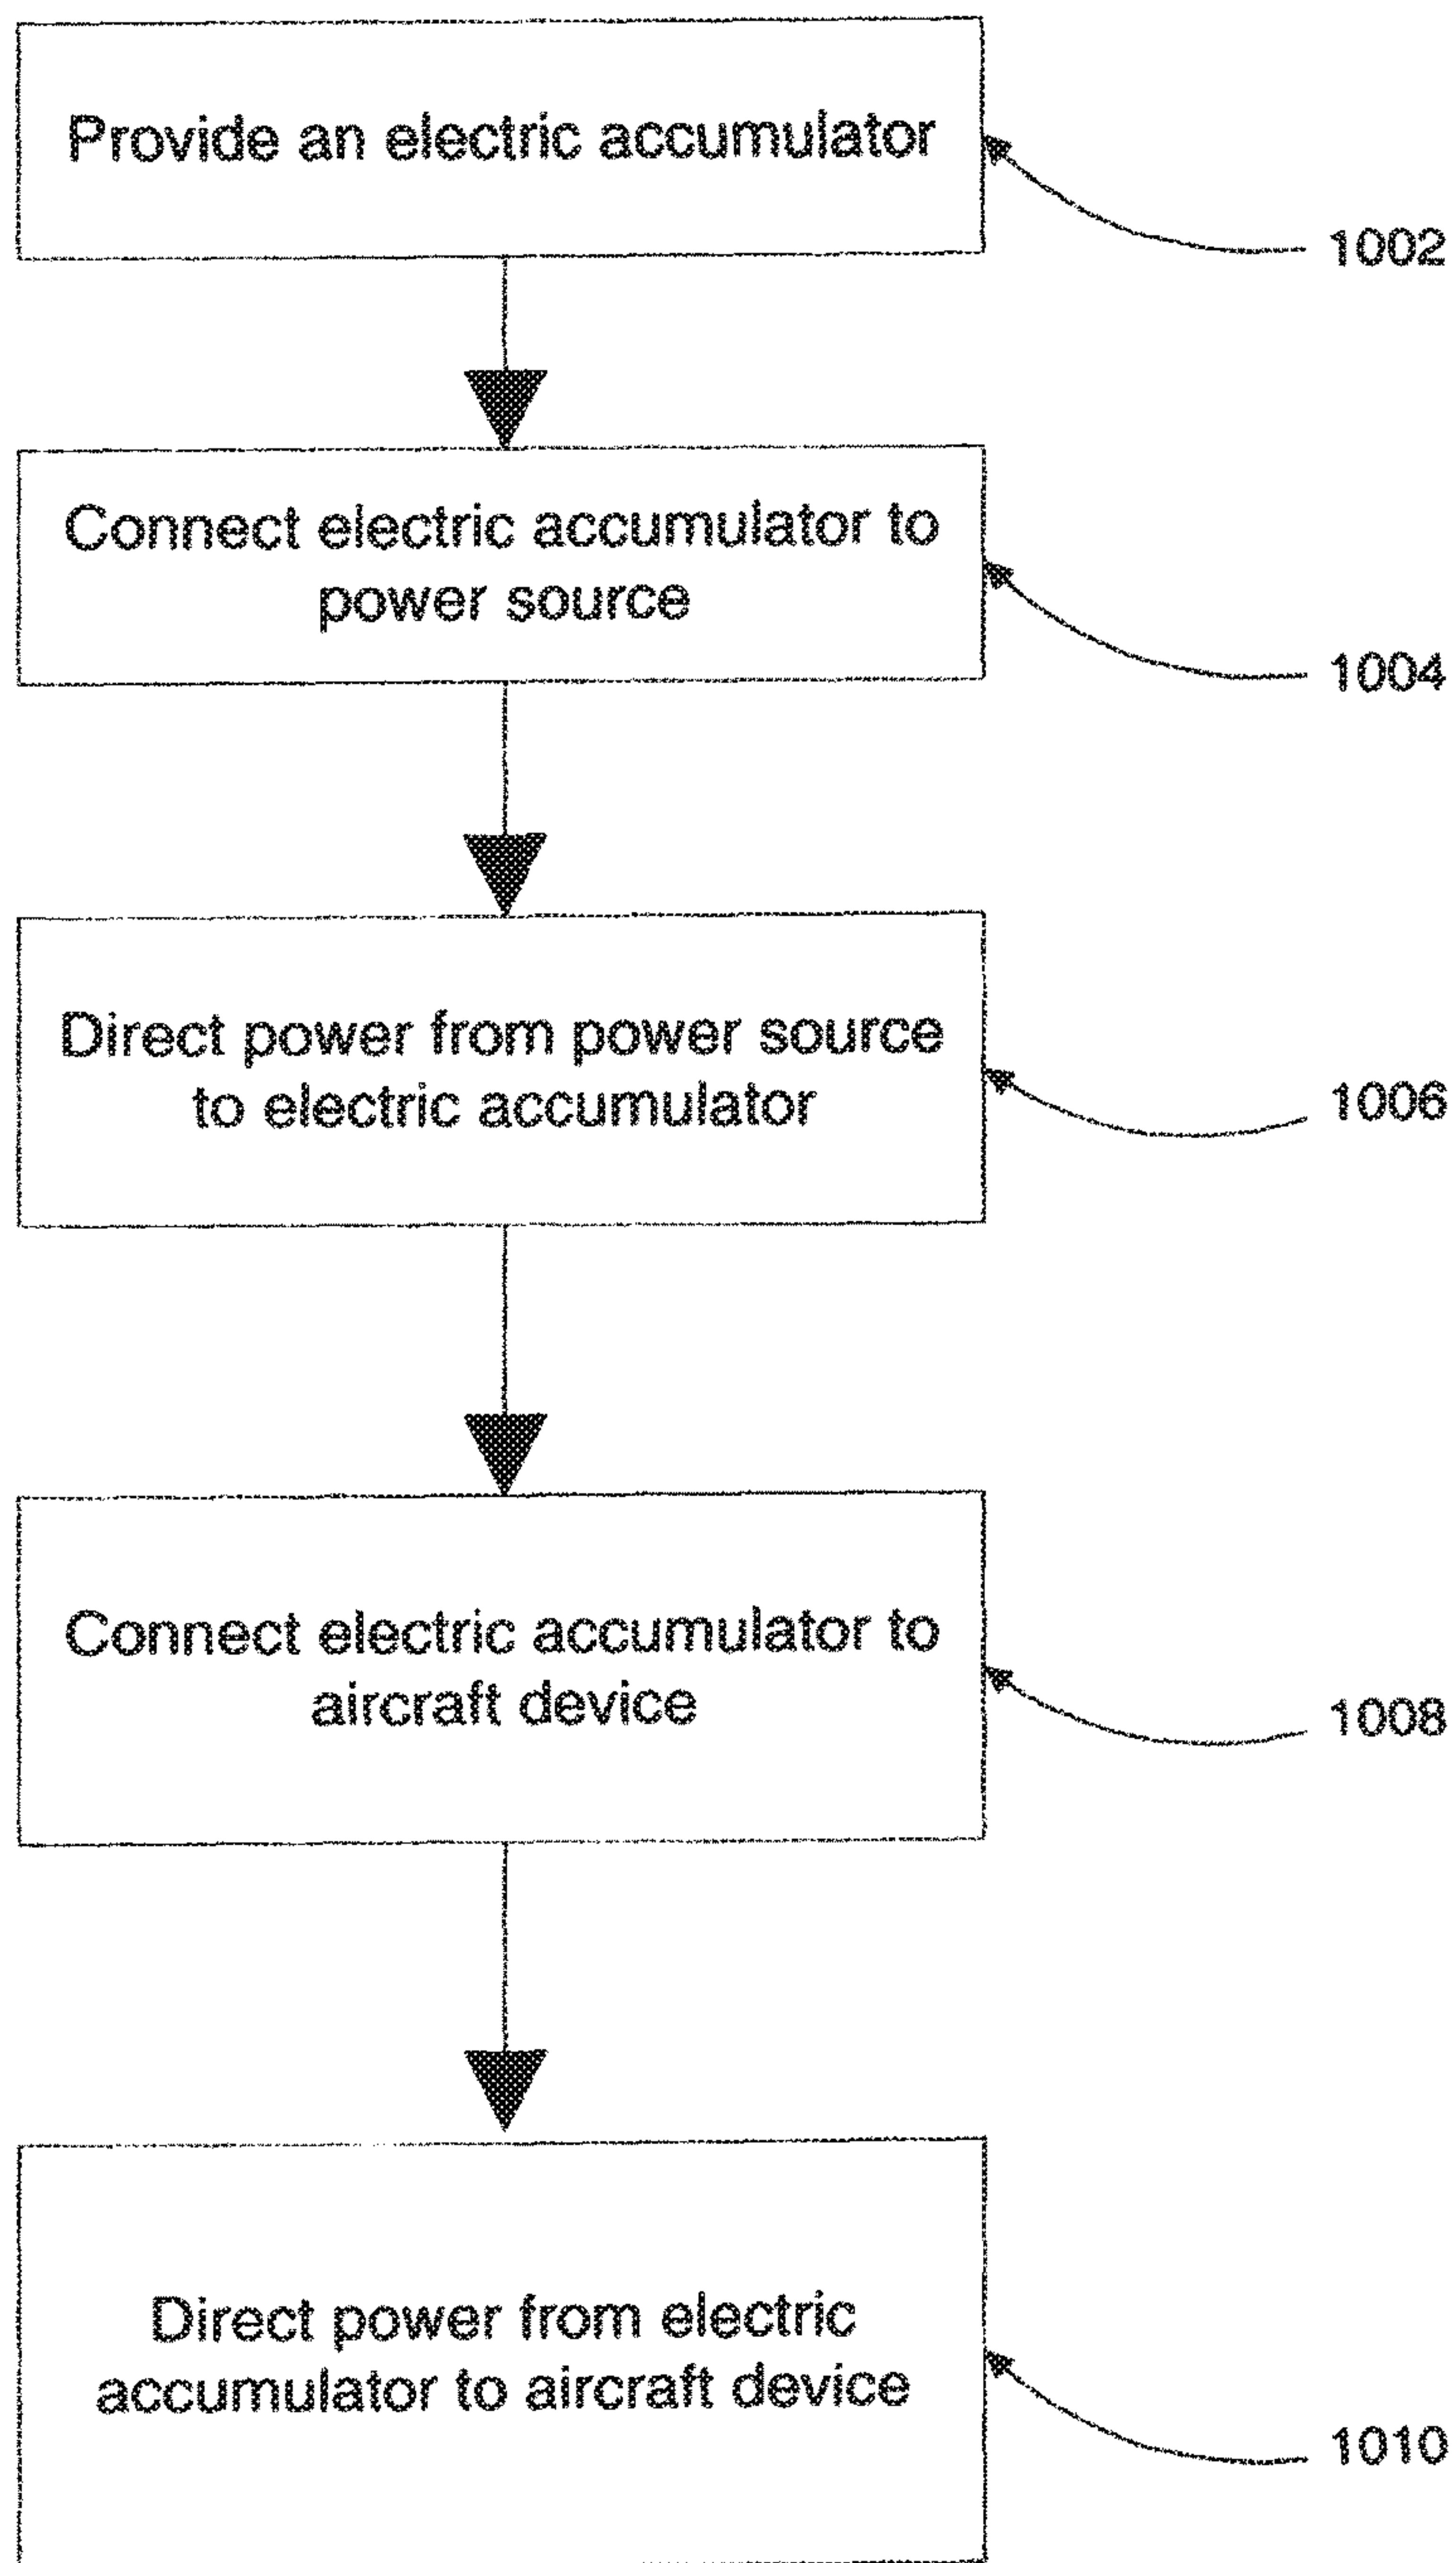 Provide an electric accumulator
1002
Connect electric accumulator to
power source
1004
Direct power from power source
to electric accumulator
1006
Connect electric accumulator to
aircraft device
1008
Direct power from electric
accumulator to aircraft device
1010